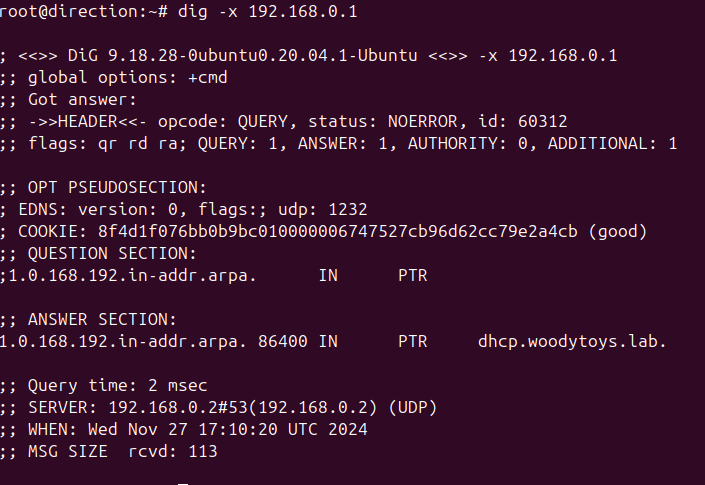 root@direction:~# dig -x 192.168.0.1

; <<>> DiG 9.18.28-0ubuntu0.20.04.1-Ubuntu <<>> -x 192.168.0.1
;; global options: +cmd
;; Got answer:
;; ->>HEADER<<- opcode: QUERY, status: NOERROR, id: 60312
;; flags: qr rd ra; QUERY: 1, ANSWER: 1, AUTHORITY: 0, ADDITIONAL: 1

;; OPT PSEUDOSECTION:
; EDNS: version: 0, flags:; udp: 1232
; COOKIE: 8f4d1f076bb0b9bc010000006747527cb96d62cc79e2a4cb (good)
;; QUESTION SECTION:
;1.0.168.192.in-addr.arpa.      IN      PTR

;; ANSWER SECTION:
1.0.168.192.in-addr.arpa. 86400 IN      PTR     dhcp.woodytoys.lab.

;; Query time: 2 msec
;; SERVER: 192.168.0.2#53(192.168.0.2) (UDP)
;; WHEN: Wed Nov 27 17:10:20 UTC 2024
;; MSG SIZE  rcvd: 113